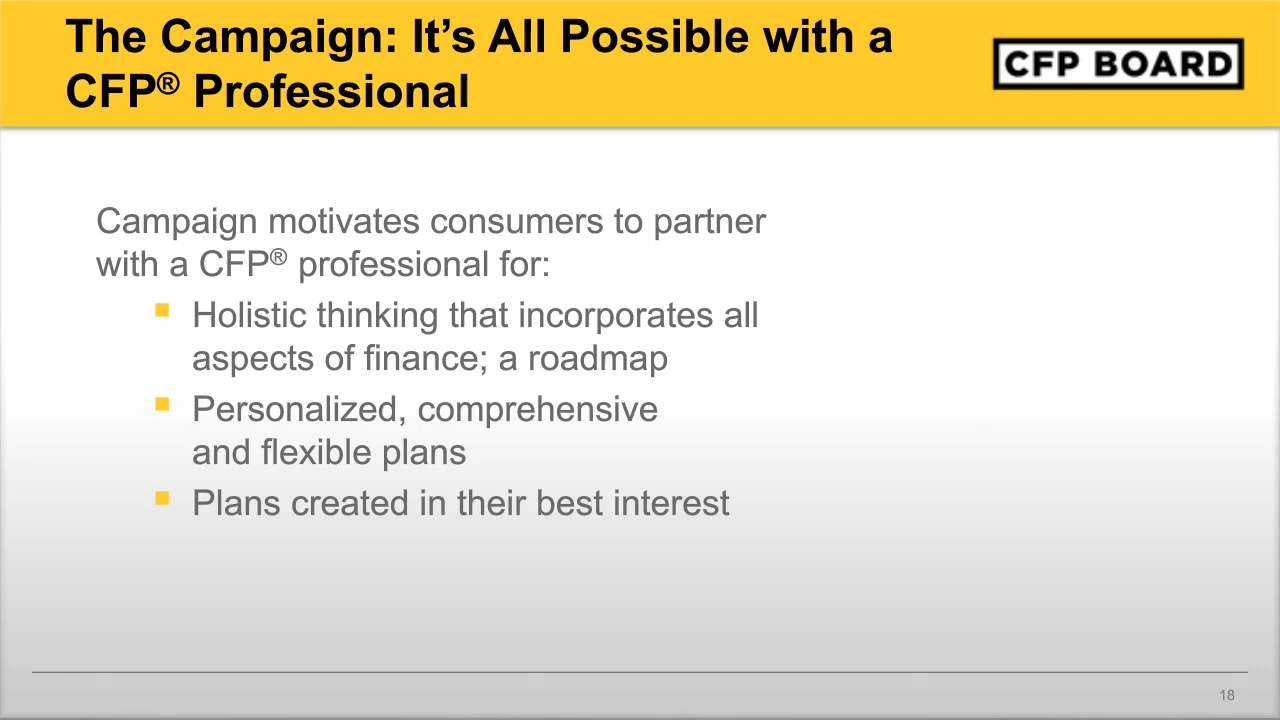 The Campaign: It’s All Possible with a
CFP® Professional
CFP BOARD
Campaign motivates consumers to partner
with a CFP® professional for:
▪ Holistic thinking that incorporates all
aspects of finance; a roadmap
▪ Personalized, comprehensive
and flexible plans
▪ Plans created in their best interest
18